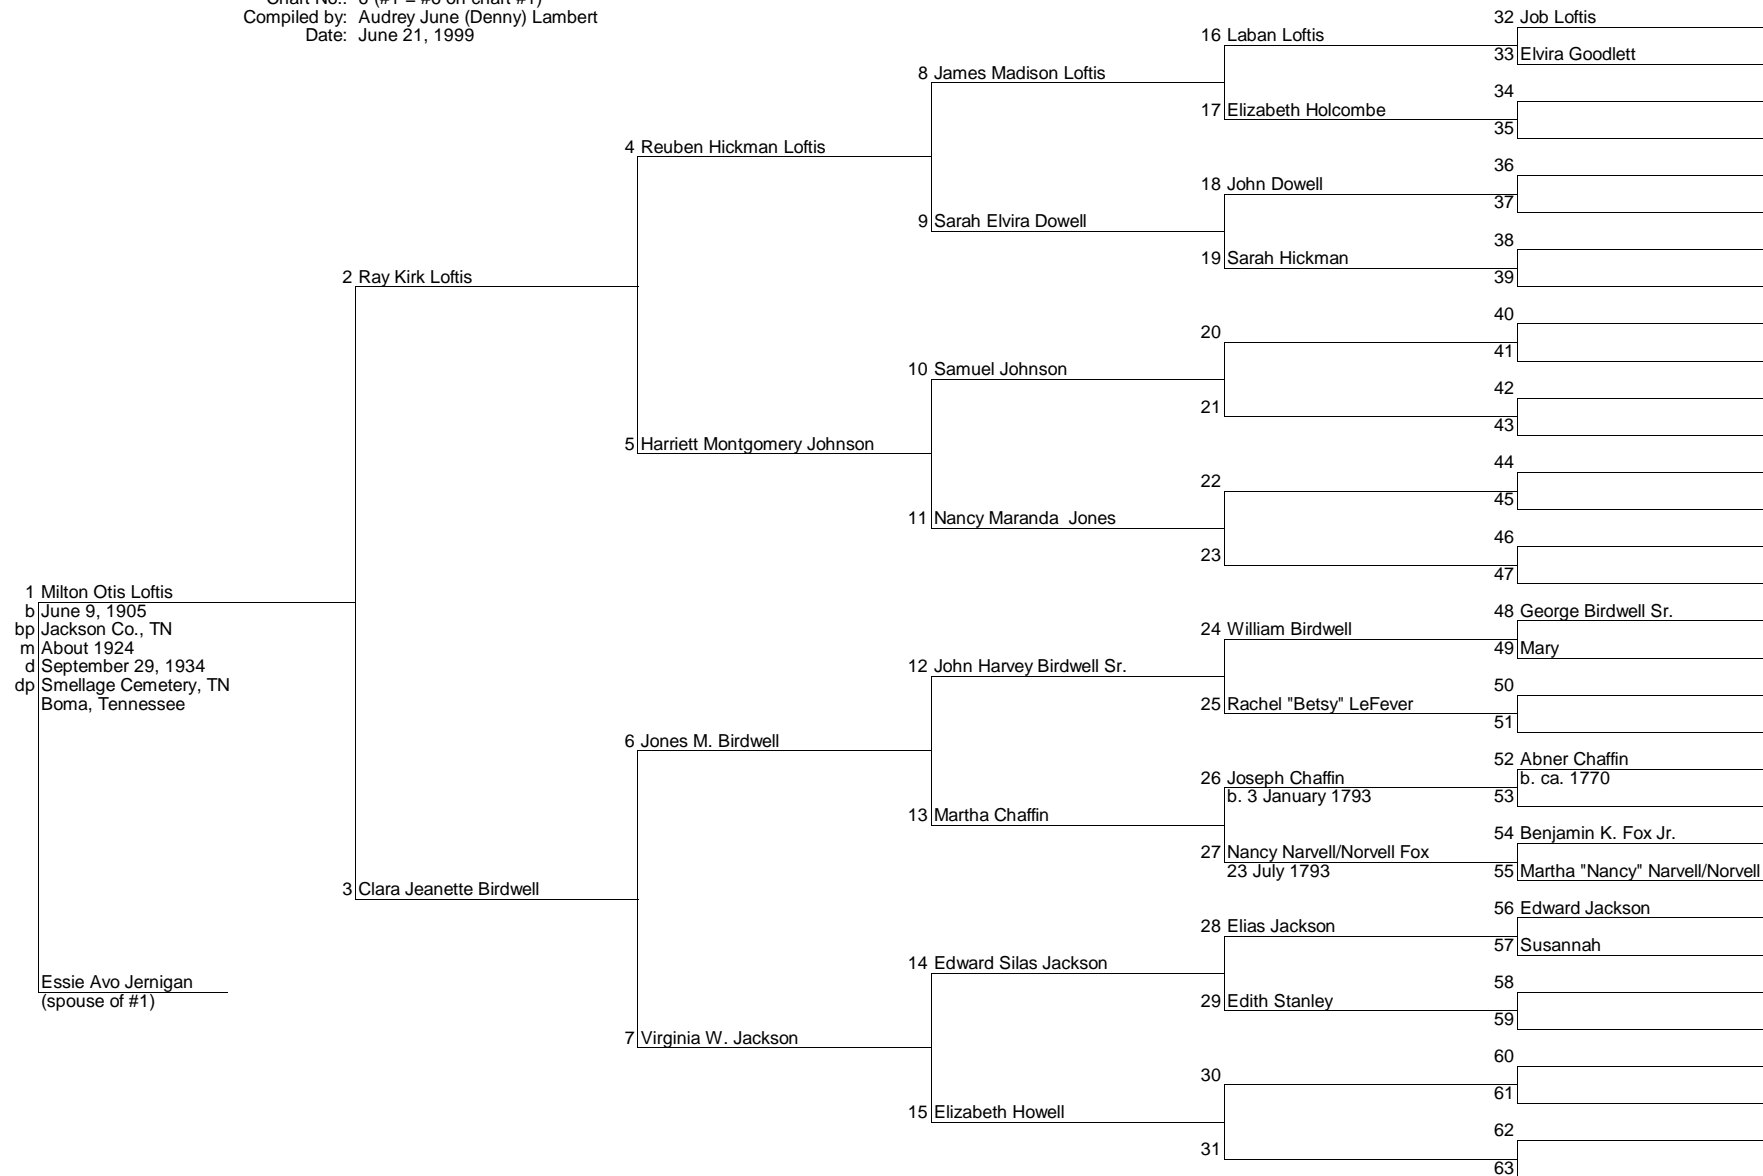 Chart No.: 6 (#1 = #6 on chart #1)
Compiled by: Audrey June (Denny) Lambert
Date: June 21, 1999
32 Job Loftis
16 Laban Loftis
33 Elvira Goodlett
8 James Madison Loftis
34
17 Elizabeth Holcombe
35
4 Reuben Hickman Loftis
36
18 John Dowell
37
9 Sarah Elvira Dowell
38
19 Sarah Hickman
39
2 Ray Kirk Loftis
40
20
41
10 Samuel Johnson
42
21
43
5 Harriett Montgomery Johnson
44
22
45
11 Nancy Maranda Jones
46
23
47
1 Milton Otis Loftis
b June 9, 1905
bp Jackson Co., TN
m About 1924
d September 29, 1934
dp Smellage Cemetery, TN
Boma, Tennessee
48 George Birdwell Sr.
24 William Birdwell
49 Mary
12 John Harvey Birdwell Sr.
50
25 Rachel "Betsy" LeFever
51
6 Jones M. Birdwell
52 Abner Chaffin
b. ca. 1770
26 Joseph Chaffin
b. 3 January 1793
53
13 Martha Chaffin
54 Benjamin K. Fox Jr.
27 Nancy Narvell/Norvell Fox
23 July 1793
55 Martha "Nancy" Narvell/Norvell
3 Clara Jeanette Birdwell
56 Edward Jackson
28 Elias Jackson
57 Susannah
14 Edward Silas Jackson
58
29 Edith Stanley
59
Essie Avo Jernigan
(spouse of #1)
7 Virginia W. Jackson
60
30
61
15 Elizabeth Howell
62
31
63